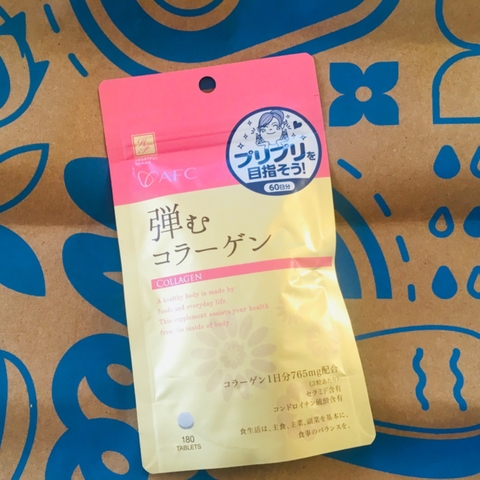 AFC
プリプリを
目指そう!
60日分
弾む
コラーゲン
COLLAGEN
A healthy body is made by
foods and everyday life.
This supplement assists your health,
from the inside of body.
コラーゲン1日分765mg配合
セラミド含有
コンドロイチン硫酸含有
180
TABLETS
食生活は、主食、主菜、副菜を基本に、
食事のバランスを。